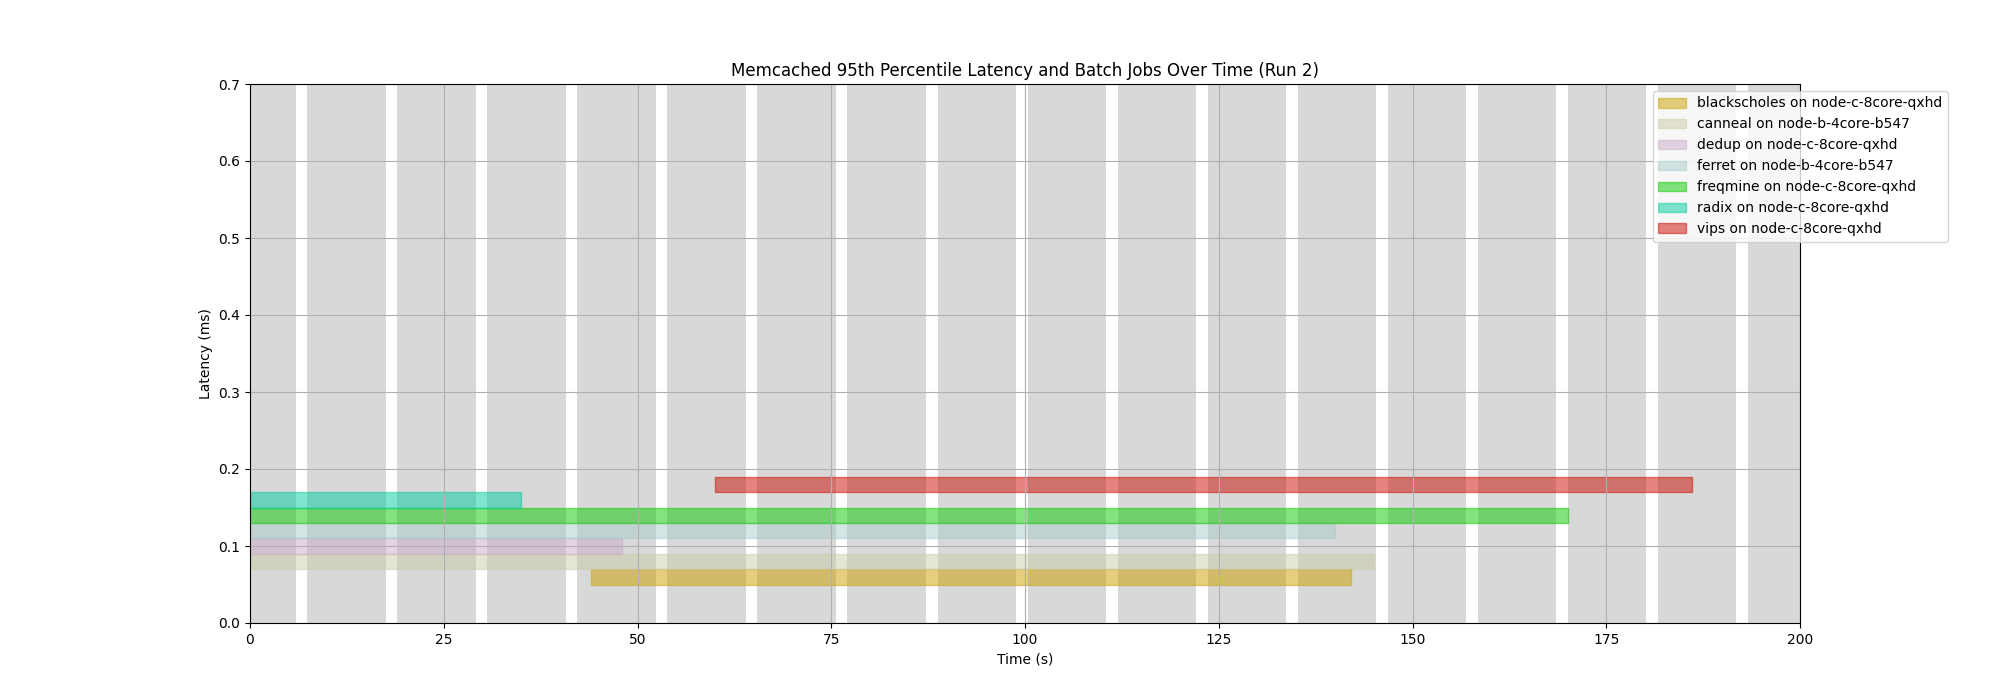 Memcached 95th Percentile Latency and Batch Jobs Over Time (Run 2)
0.7
0.6
0.5
0.4
0.3
0.2
0.1
0.0
Latency (ms)
blackscholes on node-c-8core-qxhd
canneal on node-b-4core-b547
dedup on node-c-8core-qxhd
ferret on node-b-4core-b547
freqmine on node-c-8core-qxhd
radix on node-c-8core-qxhd
vips on node-c-8core-qxhd
0 25 50 75 100 125 150 175 200
Time (s)